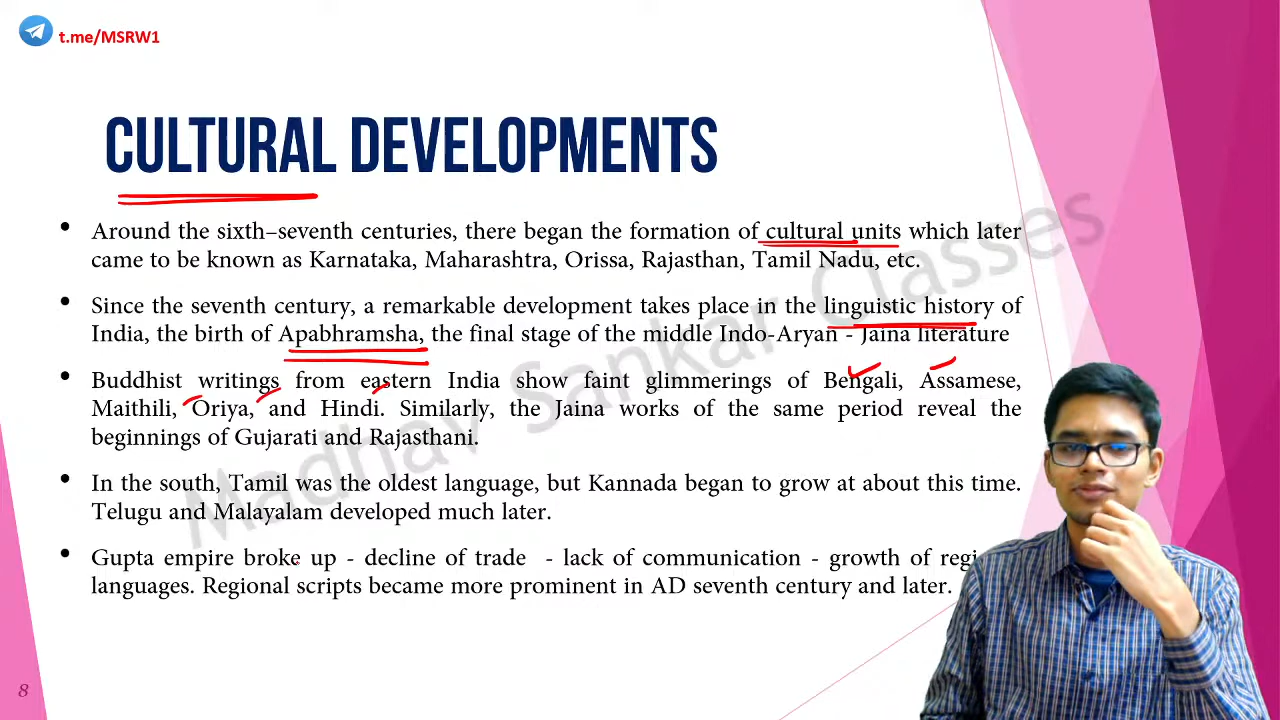 t.me/MSRW1
CULTURAL DEVELOPMENTS
• Around the sixth–seventh centuries, there began the formation of cultural units which later
came to be known as Karnataka, Maharashtra, Orissa, Rajasthan, Tamil Nadu, etc.
• Since the seventh century, a remarkable development takes place in the linguistic history of
India, the birth of Apabhramsha, the final stage of the middle Indo-Aryan - Jaina literature
• Buddhist writings from eastern India show faint glimmerings of Bengali, Assamese,
Maithili, Oriya, and Hindi. Similarly, the Jaina works of the same period reveal the
beginnings of Gujarati and Rajasthani.
• In the south, Tamil was the oldest language, but Kannada began to grow at about this time.
Telugu and Malayalam developed much later.
• Gupta empire broke up - decline of trade - lack of communication - growth of
languages. Regional scripts became more prominent in AD seventh century and later.
Madhav Sankar Classes
8